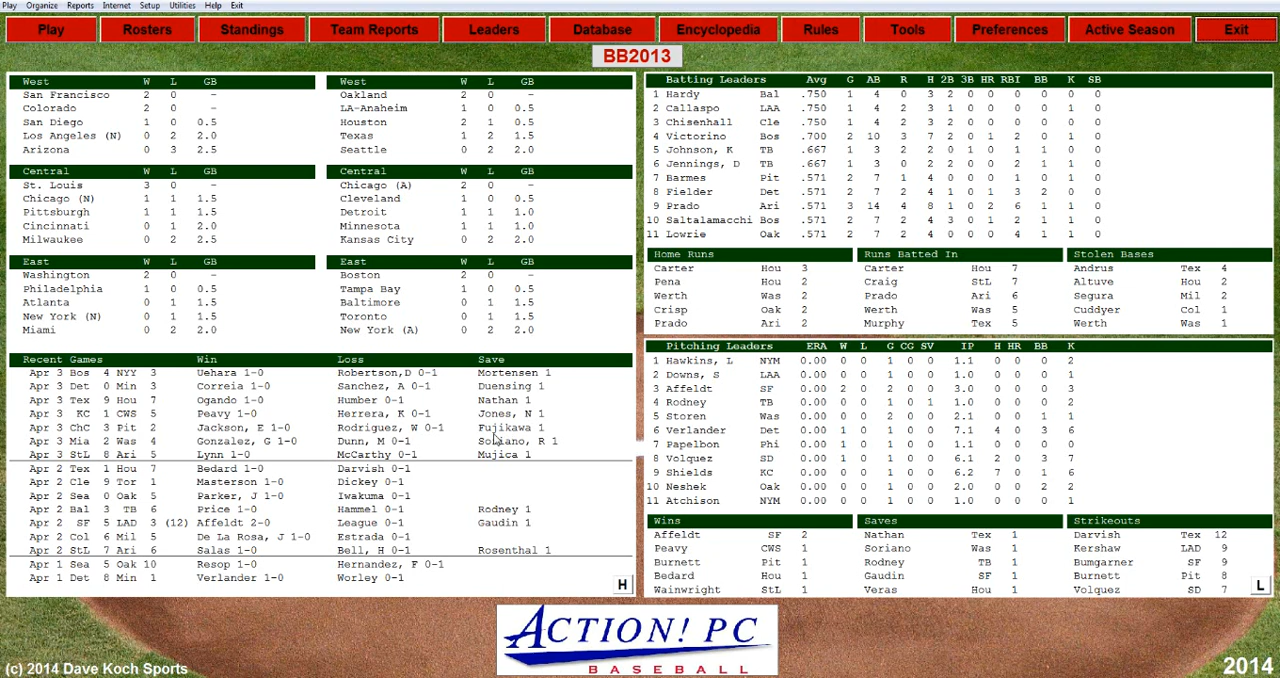 Play Organize Reports Internet Setup Utilities Help Exit
Play Rosters Standings Team Reports Leaders Database Encyclopedia Rules Tools Preferences Active Season Exit
BB2013
West W L GB
San Francisco 2 0 -
Colorado 2 0 -
San Diego 1 0 0.5
Los Angeles (N) 0 2 2.0
Arizona 0 3 2.5
Central W L GB
St. Louis 3 0 -
Chicago (N) 1 1 1.5
Pittsburgh 1 1 1.5
Cincinnati 0 1 2.0
Milwaukee 0 2 2.5
East W L GB
Washington 2 0 -
Philadelphia 1 0 0.5
Atlanta 0 1 1.5
New York (N) 0 1 1.5
Miami 0 2 2.0
West W L GB
Oakland 2 0 -
LA-Anaheim 1 0 0.5
Houston 2 1 0.5
Texas 1 2 1.5
Seattle 0 2 2.0
Central W L GB
Chicago (A) 2 0 -
Cleveland 1 0 0.5
Detroit 1 1 1.0
Minnesota 1 1 1.0
Kansas City 0 2 2.0
East W L GB
Boston 2 0 -
Tampa Bay 1 0 0.5
Baltimore 0 1 1.5
Toronto 0 1 1.5
New York (A) 0 2 2.0
Recent Games Win Loss Save
Apr 3 Bos 4 NYY 3 Uehara 1-0 Robertson,D 0-1 Mortensen 1
Apr 3 Det 0 Min 3 Correia 1-0 Sanchez, A 0-1 Duensing 1
Apr 3 Tex 9 Hou 7 Ogando 1-0 Humber 0-1 Nathan 1
Apr 3 KC 1 CWS 5 Peavy 1-0 Herrera, K 0-1 Jones, N 1
Apr 3 ChC 3 Pit 2 Jackson, E 1-0 Rodriguez, W 0-1 Fujikawa 1
Apr 3 Mia 2 Was 4 Gonzalez, G 1-0 Dunn, M 0-1 Soriano, R 1
Apr 3 StL 8 Ari 5 Lynn 1-0 McCarthy 0-1 Mujica 1
Apr 2 Tex 1 Hou 7 Bedard 1-0 Darvish 0-1
Apr 2 Cle 9 Tor 1 Masterson 1-0 Dickey 0-1
Apr 2 Sea 0 Oak 5 Parker, J 1-0 Iwakuma 0-1
Apr 2 Bal 3 TB 6 Price 1-0 Hammel 0-1 Rodney 1
Apr 2 SF 5 LAD 3 (12) Affeldt 2-0 League 0-1 Gaudin 1
Apr 2 Col 6 Mil 5 De La Rosa, J 1-0 Estrada 0-1
Apr 2 StL 7 Ari 6 Salas 1-0 Bell, H 0-1 Rosenthal 1
Apr 1 Sea 5 Oak 10 Resop 1-0 Hernandez, F 0-1
Apr 1 Det 8 Min 1 Verlander 1-0 Worley 0-1
H
Batting Leaders Avg G AB R H 2B 3B HR RBI BB K SB
1 Hardy Bal .750 1 4 0 3 2 0 0 0 0 0 0
2 Callaspo LAA .750 1 4 2 3 1 0 0 0 0 1 0
3 Chisenhall Cle .750 1 4 2 3 2 0 0 0 0 0 0
4 Victorino Bos .700 2 10 3 7 2 0 1 2 0 1 0
5 Johnson, K TB .667 1 3 2 2 0 1 0 1 1 0 0
6 Jennings, D TB .667 1 3 0 2 0 0 0 2 1 1 0
7 Barmes Pit .571 2 7 1 4 0 0 0 1 0 0 0
8 Fielder Det .571 2 7 2 4 1 0 1 3 2 0 0
9 Prado Ari .571 3 14 4 8 1 0 2 6 1 1 0
10 Saltalamacchi Bos .571 2 7 2 4 3 0 1 2 1 1 0
11 Lowrie Oak .571 2 7 2 4 0 0 0 4 1 1 0
Home Runs
Carter Hou 3
Pena Hou 2
Werth Was 2
Crisp Oak 2
Prado Ari 2
Runs Batted In
Carter Hou 7
Craig StL 7
Prado Ari 6
Werth Was 5
Murphy Tex 5
Stolen Bases
Andrus Tex 4
Altuve Hou 2
Segura Mil 2
Cuddyer Col 1
Werth Was 1
Pitching Leaders ERA W L G CG SV IP H HR BB K
1 Hawkins, L NYM 0.00 0 0 1 0 0 1.1 0 0 0 2
2 Downs, S LAA 0.00 0 0 1 0 0 1.0 0 0 0 0
3 Affeldt SF 0.00 2 0 2 0 0 3.0 1 0 0 3
4 Rodney TB 0.00 0 0 1 0 1 1.0 0 0 0 2
5 Storen Was 0.00 0 0 2 0 0 2.1 0 0 1 1
6 Verlander Det 0.00 1 0 1 0 0 7.1 4 0 3 6
7 Papelbon Phi 0.00 0 0 1 0 0 1.0 0 0 0 0
8 Volquez SD 0.00 1 0 1 0 0 6.1 2 0 3 7
9 Shields KC 0.00 0 0 1 0 0 6.2 7 0 1 6
10 Neshek Oak 0.00 0 0 1 0 0 2.0 0 0 2 2
11 Atchison NYM 0.00 0 0 1 0 0 1.0 0 0 0 1
Wins
Affeldt SF 2
Peavy CWS 1
Burnett Pit 1
Bedard Hou 1
Wainwright StL 1
Saves
Nathan Tex 1
Soriano Was 1
Rodney TB 1
Gaudin SF 1
Veras Hou 1
Strikeouts
Darvish Tex 12
Kershaw LAD 9
Bumgarner SF 9
Burnett Pit 8
Volquez SD 7
L
ACTION! PC
BASEBALL
(c) 2014 Dave Koch Sports
2014